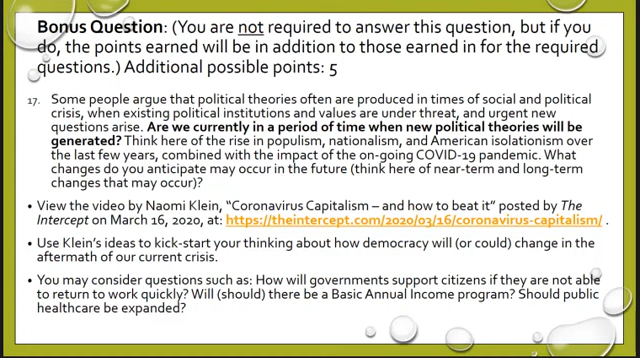 Bonus Question: (You are not required to answer this question, but if you
do, the points earned will be in addition to those earned in for the required
questions.) Additional possible points: 5
17. Some people argue that political theories often are produced in times of social and political
crisis, when existing political institutions and values are under threat, and urgent new
questions arise. Are we currently in a period of time when new political theories will be
generated? Think here of the rise in populism, nationalism, and American isolationism over
the last few years, combined with the impact of the on-going COVID-19 pandemic. What
changes do you anticipate may occur in the future (think here of near-term and long-term
changes that may occur)?
• View the video by Naomi Klein, “Coronavirus Capitalism – and how to beat it” posted by The
Intercept on March 16, 2020, at: https://theintercept.com/2020/03/16/coronavirus-capitalism/ .
• Use Klein’s ideas to kick-start your thinking about how democracy will (or could) change in the
aftermath of our current crisis.
• You may consider questions such as: How will governments support citizens if they are not able
to return to work quickly? Will (should) there be a Basic Annual Income program? Should public
healthcare be expanded?